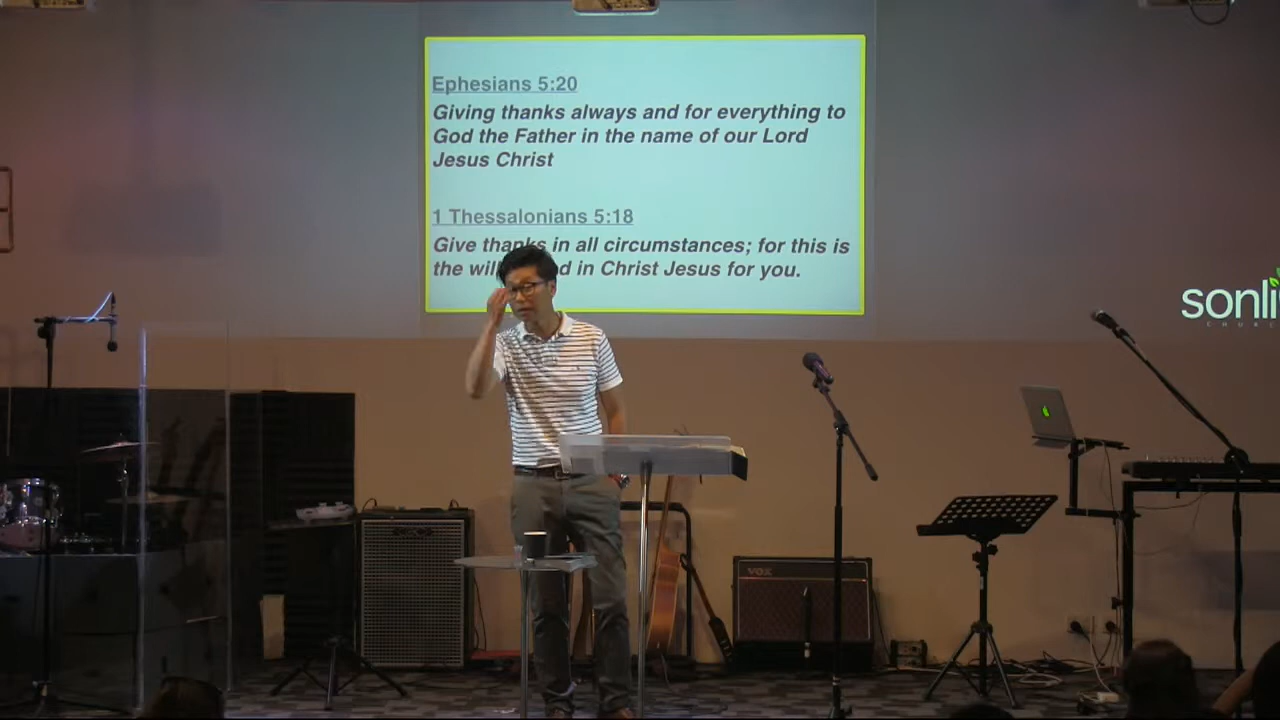 Ephesians 5:20
Giving thanks always and for everything to
God the Father in the name of our Lord
Jesus Christ
1 Thessalonians 5:18
Give thanks in all circumstances; for this is
the will d in Christ Jesus for you.
sonli
CHURC
VOX